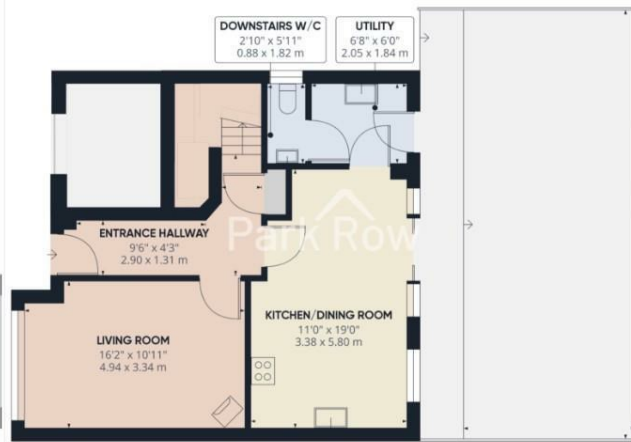 DOWNSTAIRS W/C
2'10" x 5'11"
0.88 x 1.82 m
UTILITY
6'8" x 6'0"
2.05 x 1.84 m
ENTRANCE HALLWAY
9'6" x 4'3"
2.90 x 1.31 m
Park Row
KITCHEN/DINING ROOM
11'0" x 19'0"
3.38 x 5.80 m
LIVING ROOM
16'2" x 10'11"
4.94 x 3.34 m